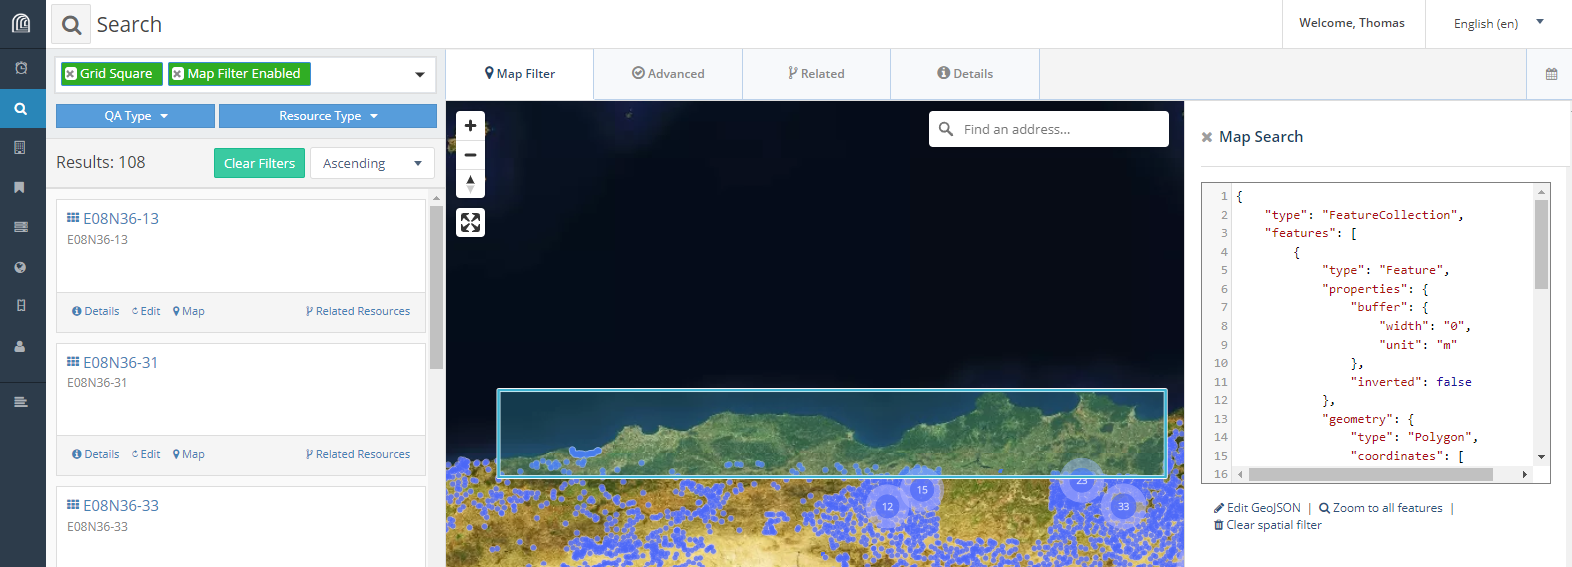 Search
Welcome, Thomas
English (en)
Grid Square
Map Filter Enabled
QA Type
Resource Type
Results: 108
Clear Filters
Ascending
E08N36-13
E08N36-13
Details
Edit
Map
Related Resources
E08N36-31
E08N36-31
Details
Edit
Map
Related Resources
E08N36-33
E08N36-33
Map Filter
Advanced
Related
Details
Find an address...
12
15
23
33
Map Search
1 {
2 "type": "FeatureCollection",
3 "features": [
4 {
5 "type": "Feature",
6 "properties": {
7 "buffer": {
8 "width": "0",
9 "unit": "m"
10 },
11 "inverted": false
12 },
13 "geometry": {
14 "type": "Polygon",
15 "coordinates": [
16
Edit GeoJSON | Zoom to all features |
Clear spatial filter